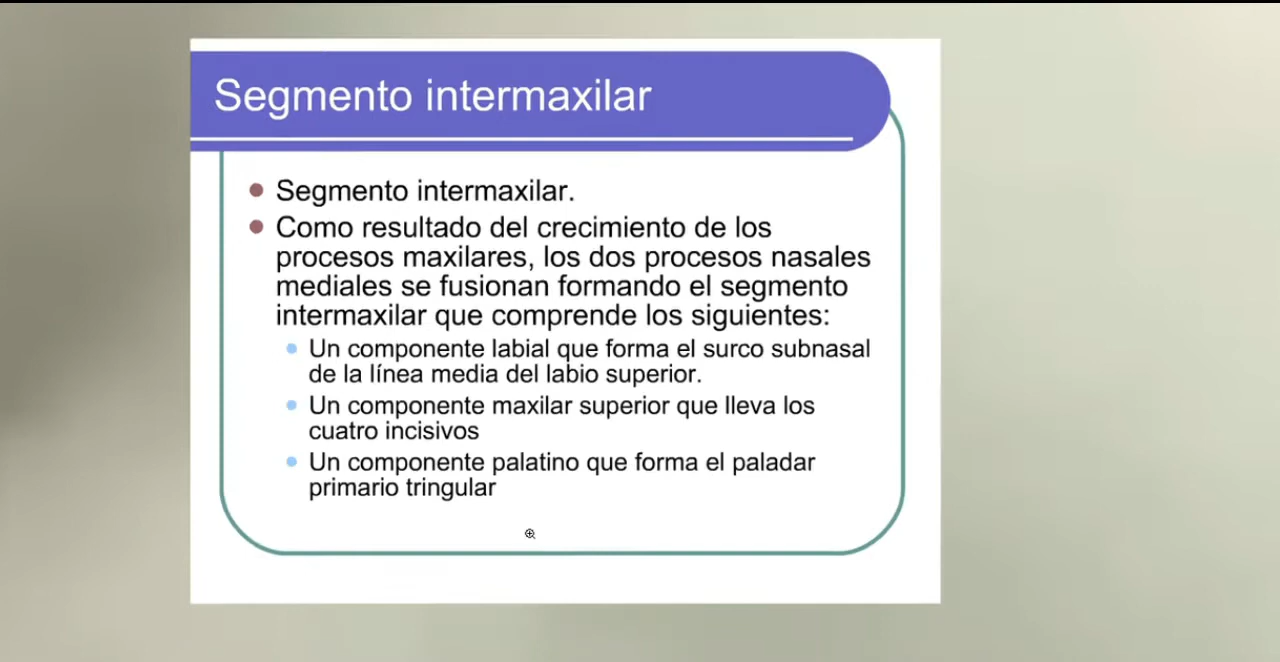 Segmento intermaxilar
Segmento intermaxilar.
Como resultado del crecimiento de los
procesos maxilares, los dos procesos nasales
mediales se fusionan formando el segmento
intermaxilar que comprende los siguientes:
Un componente labial que forma el surco subnasal
de la línea media del labio superior.
Un componente maxilar superior que lleva los
cuatro incisivos
Un componente palatino que forma el paladar
primario tringular